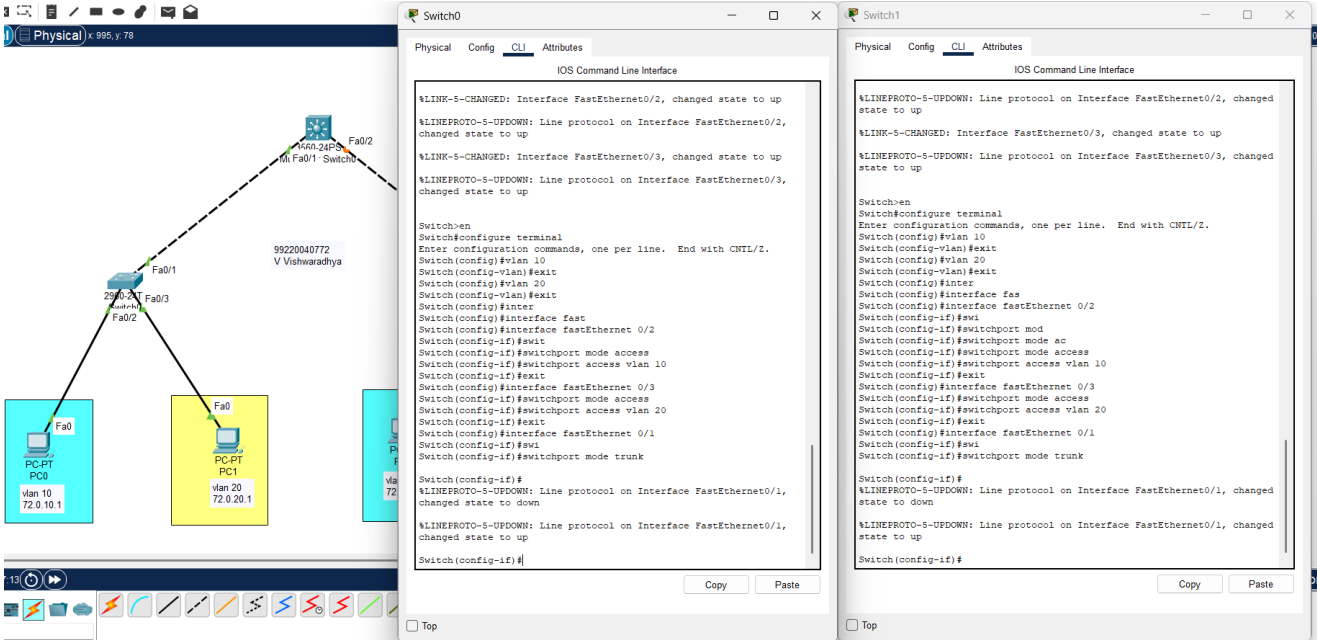 Physical x: 995, y: 78
3560-24PS
Fa0/2
Fa0/1
Switch0
99220040772
V Vishwaradhya
Fa0/1
Fa0/3
Fa0/2
Fa0
Fa0
PC-PT
PC0
PC-PT
PC1
vlan 10
72.0.10.1
vlan 20
72.0.20.1
Switch0
Physical Config CLI Attributes
IOS Command Line Interface
%LINK-5-CHANGED: Interface FastEthernet0/2, changed state to up
%LINEPROTO-5-UPDOWN: Line protocol on Interface FastEthernet0/2,
changed state to up
%LINK-5-CHANGED: Interface FastEthernet0/3, changed state to up
%LINEPROTO-5-UPDOWN: Line protocol on Interface FastEthernet0/3,
changed state to up
Switch>en
Switch#configure terminal
Enter configuration commands, one per line.  End with CNTL/Z.
Switch(config)#vlan 10
Switch(config-vlan)#exit
Switch(config)#vlan 20
Switch(config-vlan)#exit
Switch(config)#inter
Switch(config)#interface fast
Switch(config)#interface fastEthernet 0/2
Switch(config-if)#swit
Switch(config-if)#switchport mode access
Switch(config-if)#switchport access vlan 10
Switch(config-if)#exit
Switch(config)#interface fastEthernet 0/3
Switch(config-if)#switchport mode access
Switch(config-if)#switchport access vlan 20
Switch(config-if)#exit
Switch(config)#interface fastEthernet 0/1
Switch(config-if)#swi
Switch(config-if)#switchport mode trunk
Switch(config-if)#
%LINEPROTO-5-UPDOWN: Line protocol on Interface FastEthernet0/1,
changed state to down
%LINEPROTO-5-UPDOWN: Line protocol on Interface FastEthernet0/1,
changed state to up
Switch(config-if)#
Copy Paste
Top
Switch1
Physical Config CLI Attributes
IOS Command Line Interface
%LINEPROTO-5-UPDOWN: Line protocol on Interface FastEthernet0/2, changed
state to up
%LINK-5-CHANGED: Interface FastEthernet0/3, changed state to up
%LINEPROTO-5-UPDOWN: Line protocol on Interface FastEthernet0/3, changed
state to up
Switch>en
Switch#configure terminal
Enter configuration commands, one per line.  End with CNTL/Z.
Switch(config)#vlan 10
Switch(config-vlan)#exit
Switch(config)#vlan 20
Switch(config-vlan)#exit
Switch(config)#inter
Switch(config)#interface fas
Switch(config)#interface fastEthernet 0/2
Switch(config-if)#swi
Switch(config-if)#switchport mod
Switch(config-if)#switchport mode ac
Switch(config-if)#switchport mode access
Switch(config-if)#switchport access vlan 10
Switch(config-if)#exit
Switch(config)#interface fastEthernet 0/3
Switch(config-if)#switchport mode access
Switch(config-if)#switchport access vlan 20
Switch(config-if)#exit
Switch(config)#interface fastEthernet 0/1
Switch(config-if)#swi
Switch(config-if)#switchport mode trunk
Switch(config-if)#
%LINEPROTO-5-UPDOWN: Line protocol on Interface FastEthernet0/1, changed
state to down
%LINEPROTO-5-UPDOWN: Line protocol on Interface FastEthernet0/1, changed
state to up
Switch(config-if)#
Copy Paste
Top